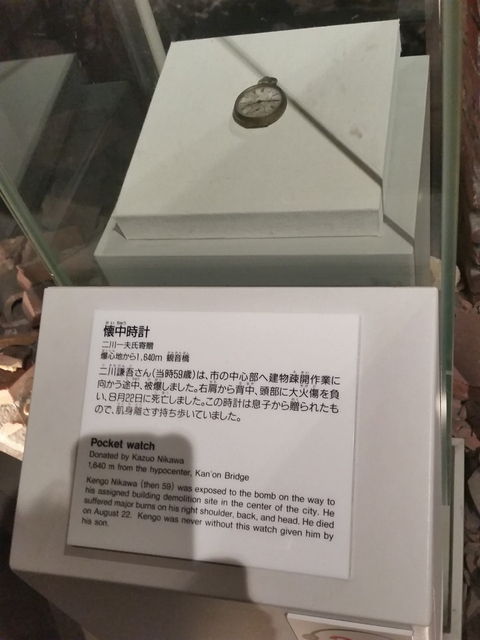 懐中時計
二川一夫氏寄贈
爆心地から1,640m 観音橋
二川謙吾さん(当時59歳)は、市の中心部へ建物疎開作業に
向かう途中、被爆しました。右肩から背中、頭部に大火傷を負
い、8月22日に死亡しました。この時計は息子から贈られたも
ので、肌身離さず持ち歩いていました。
Pocket watch
Donated by Kazuo Nikawa
1,640 m from the hypocenter, Kan'on Bridge
Kengo Nikawa (then 59) was exposed to the bomb on the way to
his assigned building demolition site in the center of the city. He
suffered major burns on his right shoulder, back, and head. He died
on August 22. Kengo was never without this watch given him by
his son.